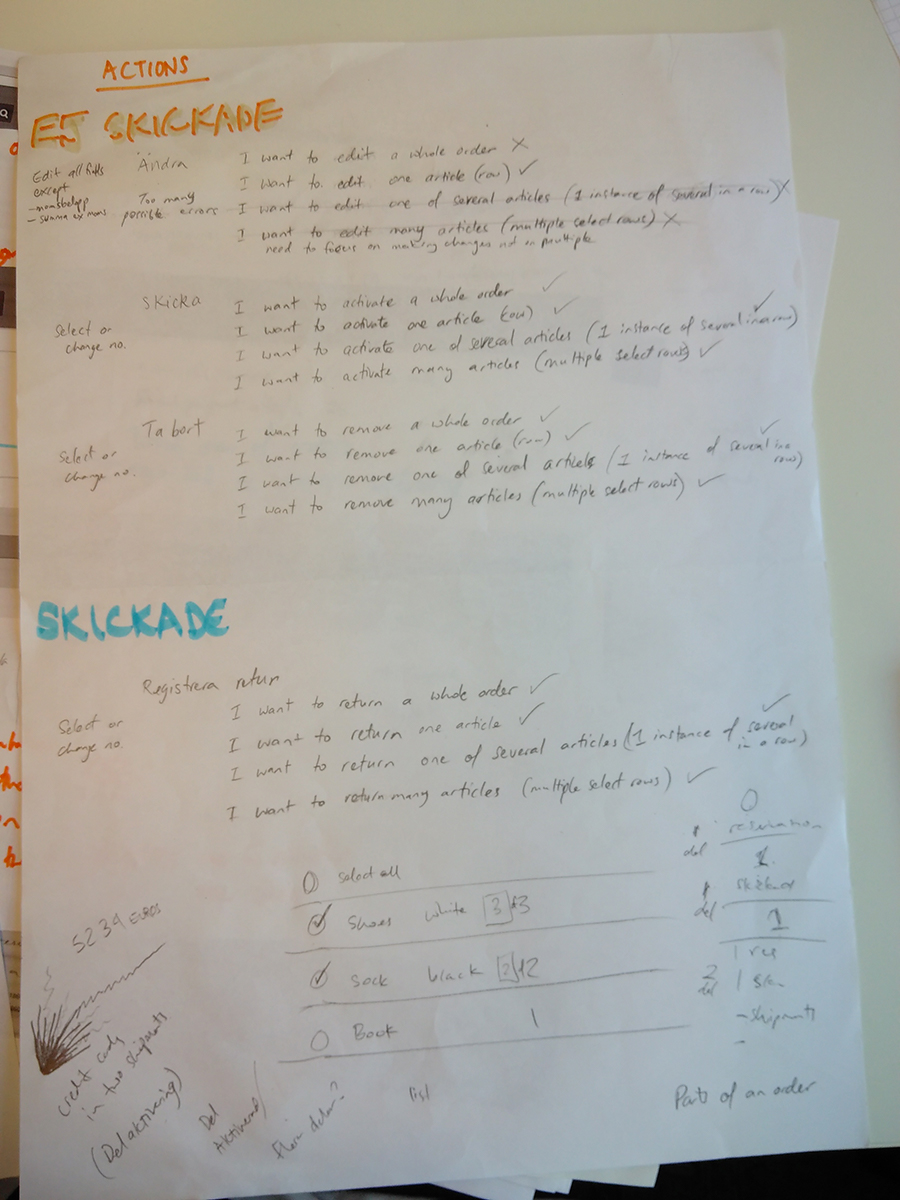 ACTIONS
EJ SKICKADE
Edit all fields
except
- momsbelopp
- summa ex moms
Ändra
Too many
possible errors
I want to edit a whole order X
I want to edit one article (row) ✓
I want to edit one of several articles (1 instance of several in a row) X
I want to edit many articles (multiple select rows) X
need to focus on making changes not on multiple
Skicka
Select or
change no.
I want to activate a whole order ✓
I want to activate one article (row) ✓
I want to activate one of several articles (1 instance of several in a row) ✓
I want to activate many articles (multiple select rows) ✓
Ta bort
Select or
change no.
I want to remove a whole order ✓
I want to remove one article (row) ✓
I want to remove one of several articles (1 instance of several in a row) ✓
I want to remove many articles (multiple select rows) ✓
SKICKADE
Registrera retur
Select or
change no.
I want to return a whole order ✓
I want to return one article ✓
I want to return one of several articles (1 instance of several in a row) ✓
I want to return many articles (multiple select rows) ✓
select all
Shoes white 3 /3
Sock black 2 /2
Book 1
0
reservation
del
1
del
1
1 res
2
del
- shipments
-
5239 EUROS
Credit cards
in two shipments
(Delaktivering)
Del
Flera delar?
list
Parts of an order